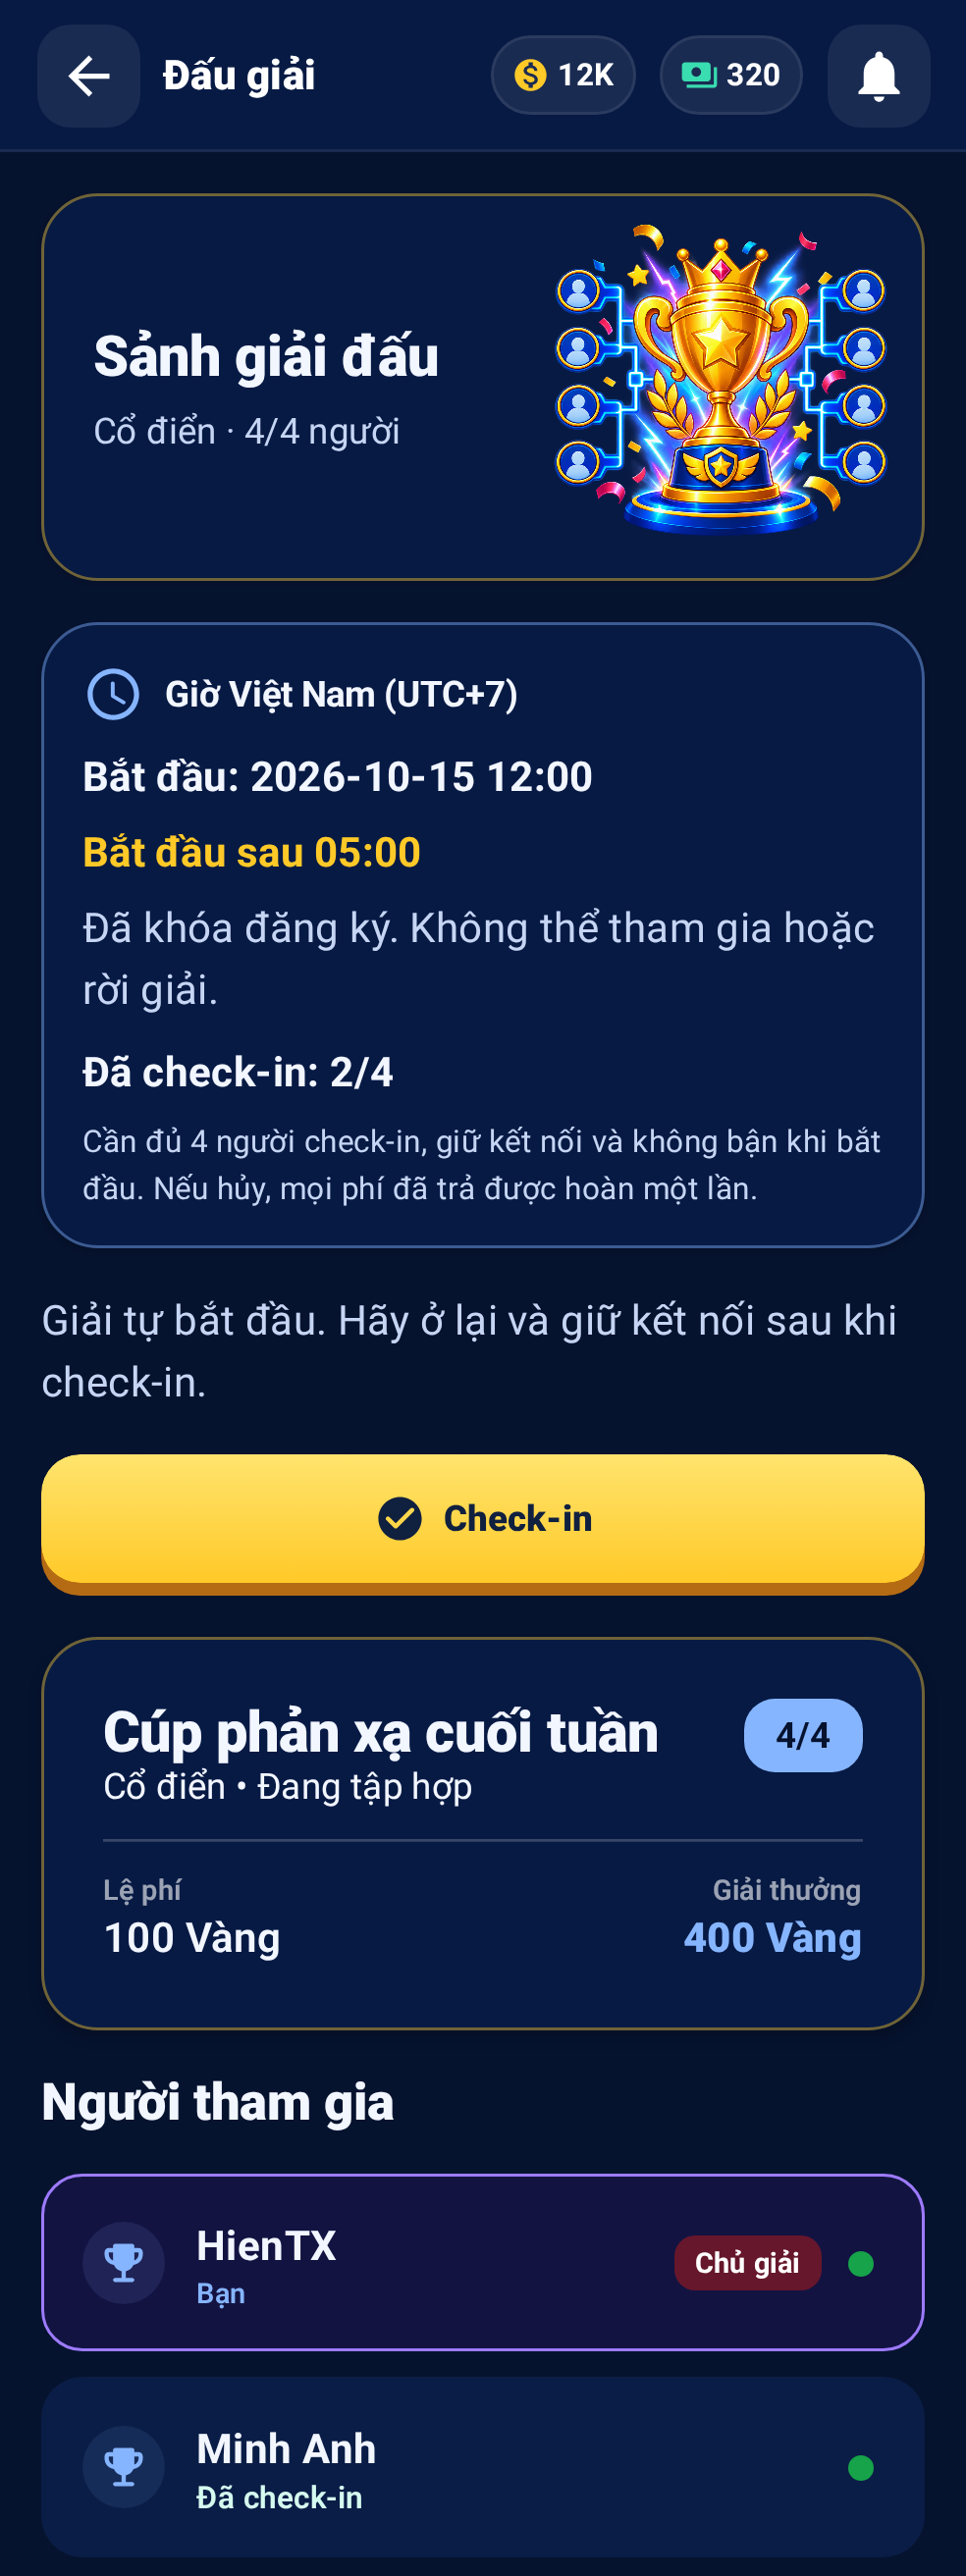 Đấu giải
12K
320
Sảnh giải đấu
Cổ điển · 4/4 người
Giờ Việt Nam (UTC+7)
Bắt đầu: 2026-10-15 12:00
Bắt đầu sau 05:00
Đã khóa đăng ký. Không thể tham gia hoặc
rời giải.
Đã check-in: 2/4
Cần đủ 4 người check-in, giữ kết nối và không bận khi bắt
đầu. Nếu hủy, mọi phí đã trả được hoàn một lần.
Giải tự bắt đầu. Hãy ở lại và giữ kết nối sau khi
check-in.
Check-in
Cúp phản xạ cuối tuần
4/4
Cổ điển • Đang tập hợp
Lệ phí
Giải thưởng
100 Vàng
400 Vàng
Người tham gia
HienTX
Bạn
Chủ giải
Minh Anh
Đã check-in